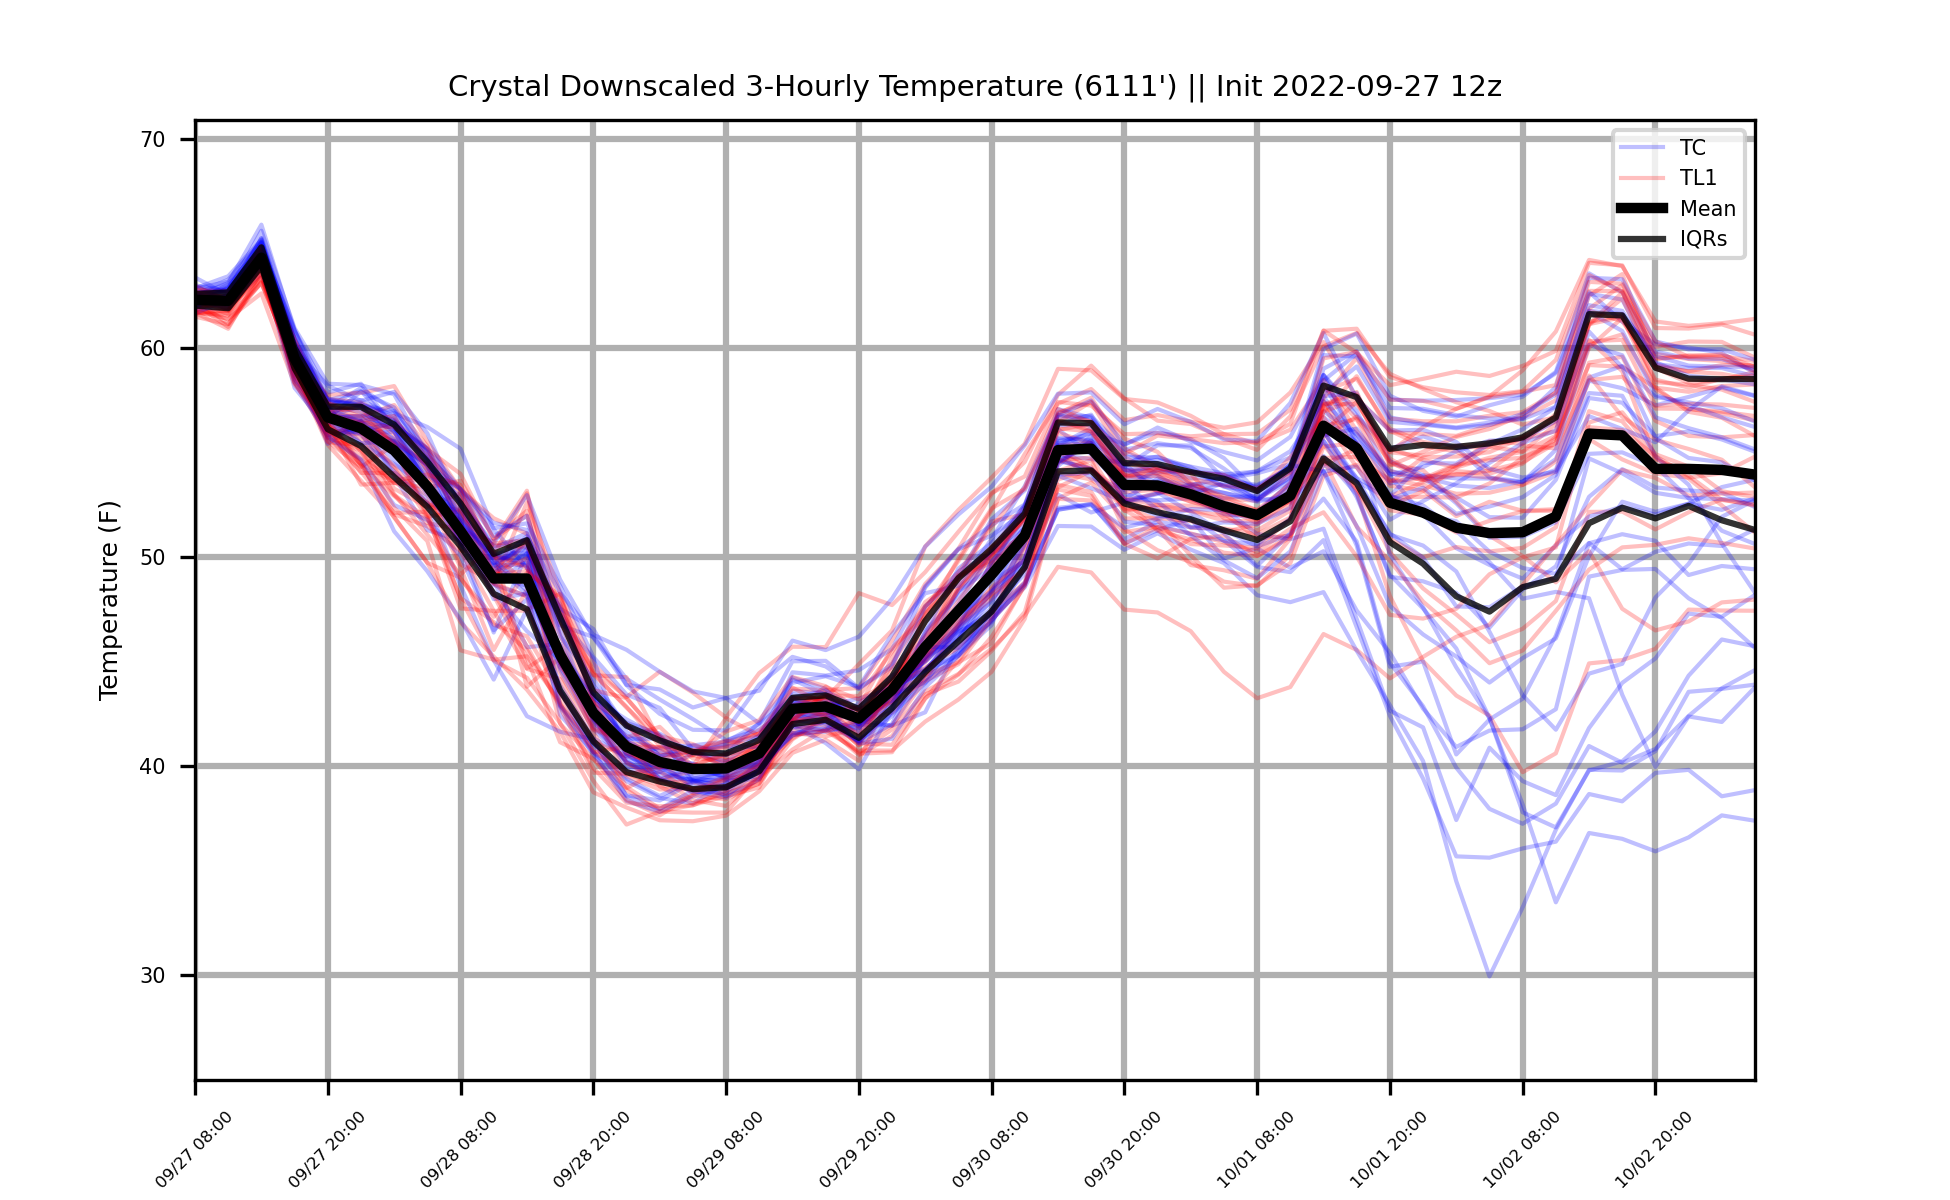 Crystal Downscaled 3-Hourly Temperature (6111') || Init 2022-09-27 12z
TC
TL1
Mean
IQRs
Temperature (F)
70
60
50
40
30
09/27 08:00
09/27 20:00
09/28 08:00
09/28 20:00
09/29 08:00
09/29 20:00
09/30 08:00
09/30 20:00
10/01 08:00
10/01 20:00
10/02 08:00
10/02 20:00